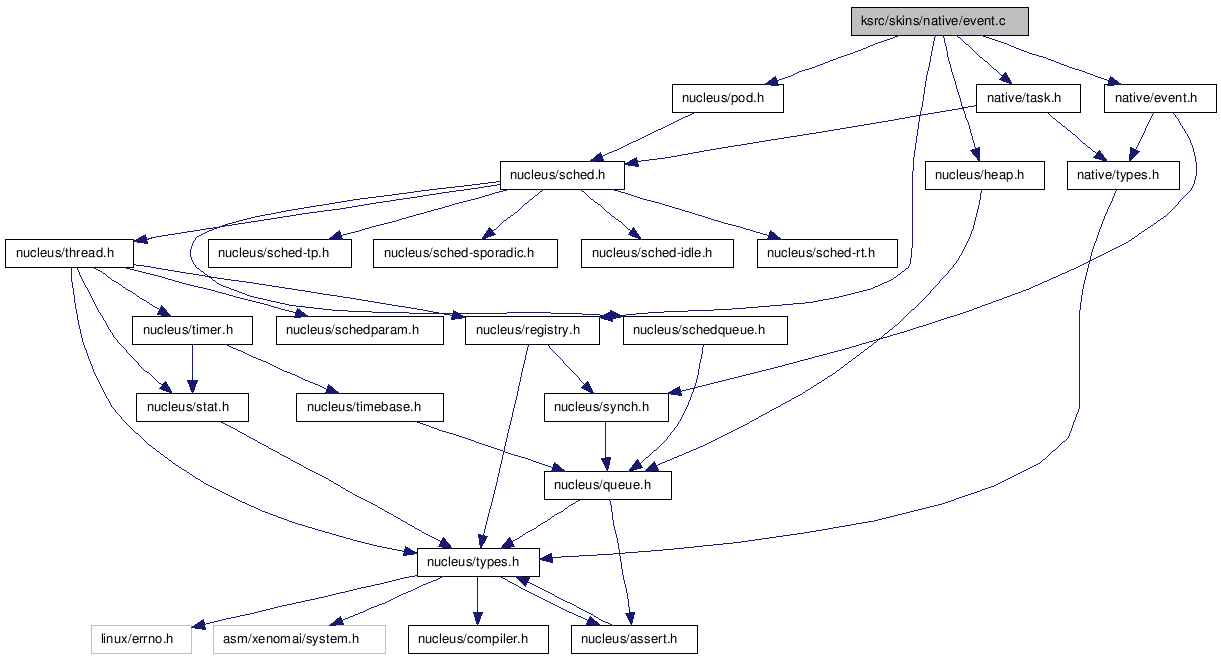 ksrc/skins/native/event.c
nucleus/pod.h
native/task.h
native/event.h
nucleus/sched.h
nucleus/heap.h
native/types.h
nucleus/thread.h
nucleus/sched-tp.h
nucleus/sched-sporadic.h
nucleus/sched-idle.h
nucleus/sched-rt.h
nucleus/timer.h
nucleus/schedparam.h
nucleus/registry.h
nucleus/schedqueue.h
nucleus/stat.h
nucleus/timebase.h
nucleus/synch.h
nucleus/queue.h
nucleus/types.h
linux/errno.h
asm/xenomai/system.h
nucleus/compiler.h
nucleus/assert.h